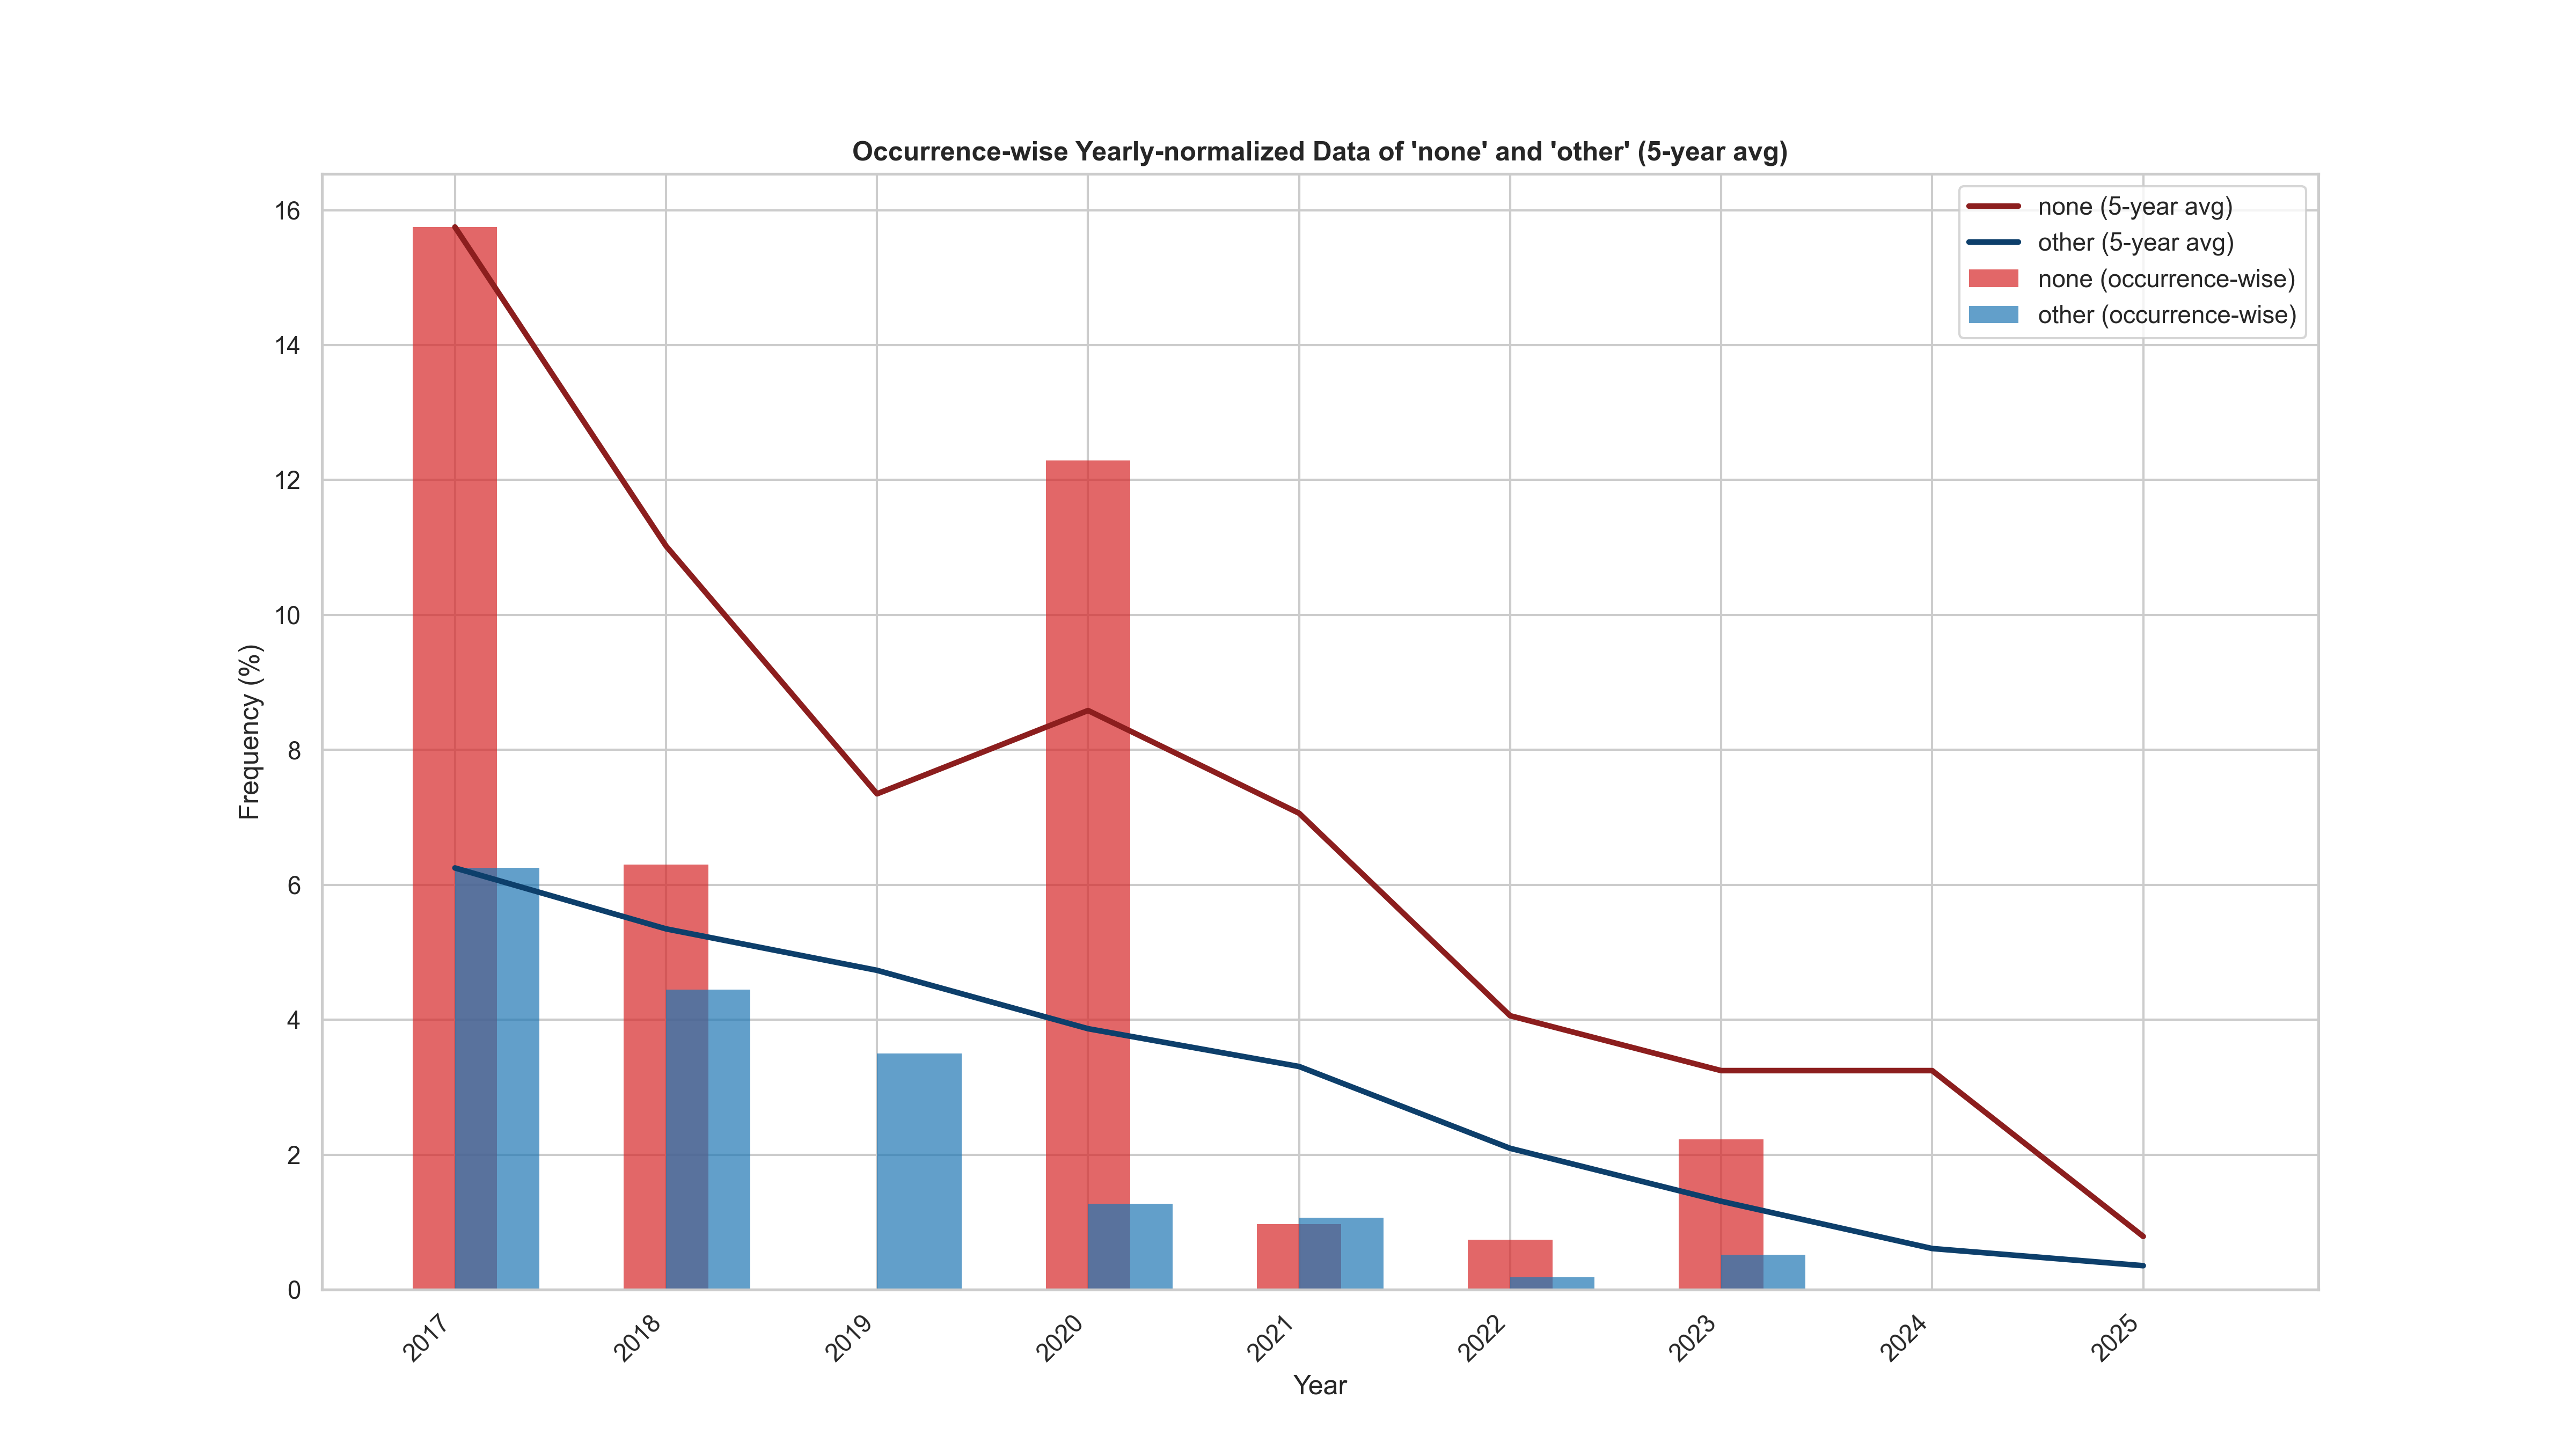 Occurrence-wise Yearly-normalized Data of 'none' and 'other' (5-year avg)
none (5-year avg)
other (5-year avg)
none (occurrence-wise)
other (occurrence-wise)
Frequency (%)
16
14
12
10
8
6
4
2
0
2017
2018
2019
2020
2021
2022
2023
2024
2025
Year